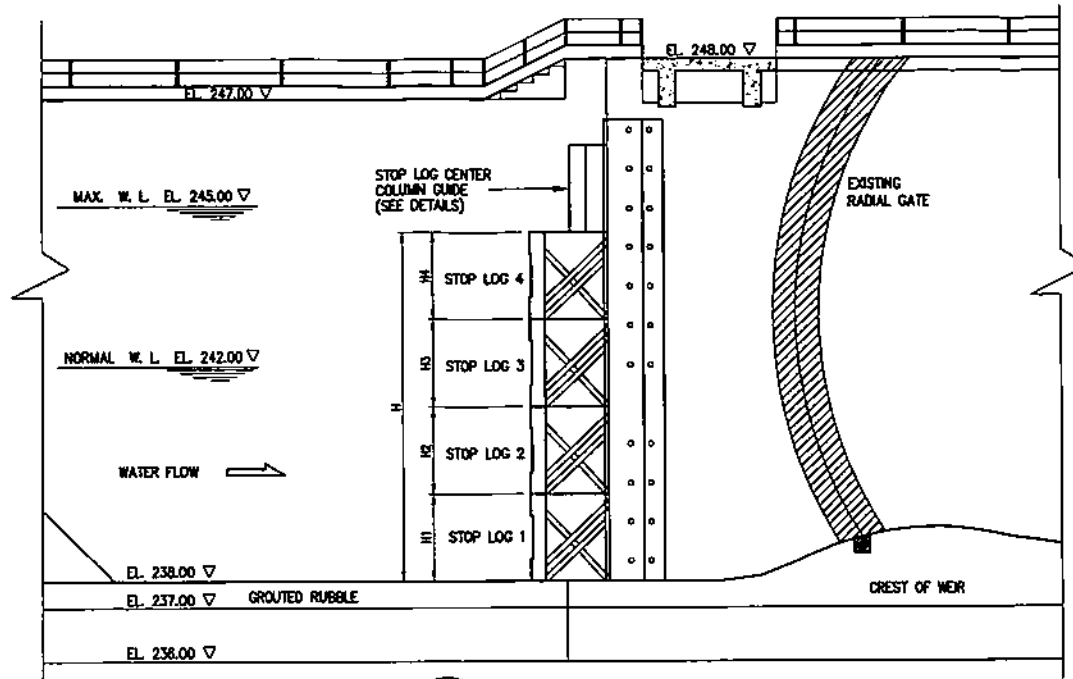 EL. 248.00
EL. 247.00
STOP LOG CENTER
COLUMN GUIDE
(SEE DETAILS)
EXISTING
RADIAL GATE
MAX. W. L. EL. 245.00
H4
STOP LOG 4
H3
STOP LOG 3
NORMAL W. L. EL. 242.00
H
H2
STOP LOG 2
WATER FLOW
H1
STOP LOG 1
EL. 238.00
GROUTED RUBBLE
CREST OF WEIR
EL. 237.00
EL. 236.00